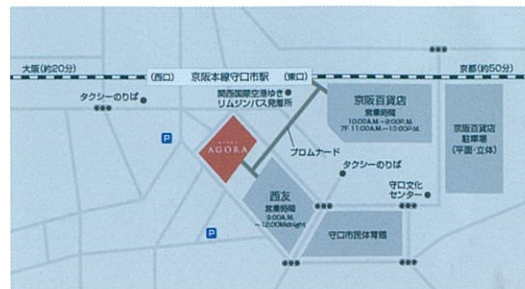 大阪(約20分)
京都(約50分)
(西口) 京阪本線守口市駅 (東口)
タクシーのりば
関西国際空港ゆき
リムジンバス発着所
京阪百貨店
営業時間
10:00A.M.~8:00P.M.
7F 11:00A.M.~10:00P.M.
京阪百貨店
駐車場
(平面・立体)
P
HOTEL
AGORA
プロムナード
タクシーのりば
西友
営業時間
9:00A.M.
~12:00Midnight
守口文化
センター
P
守口市民体育館